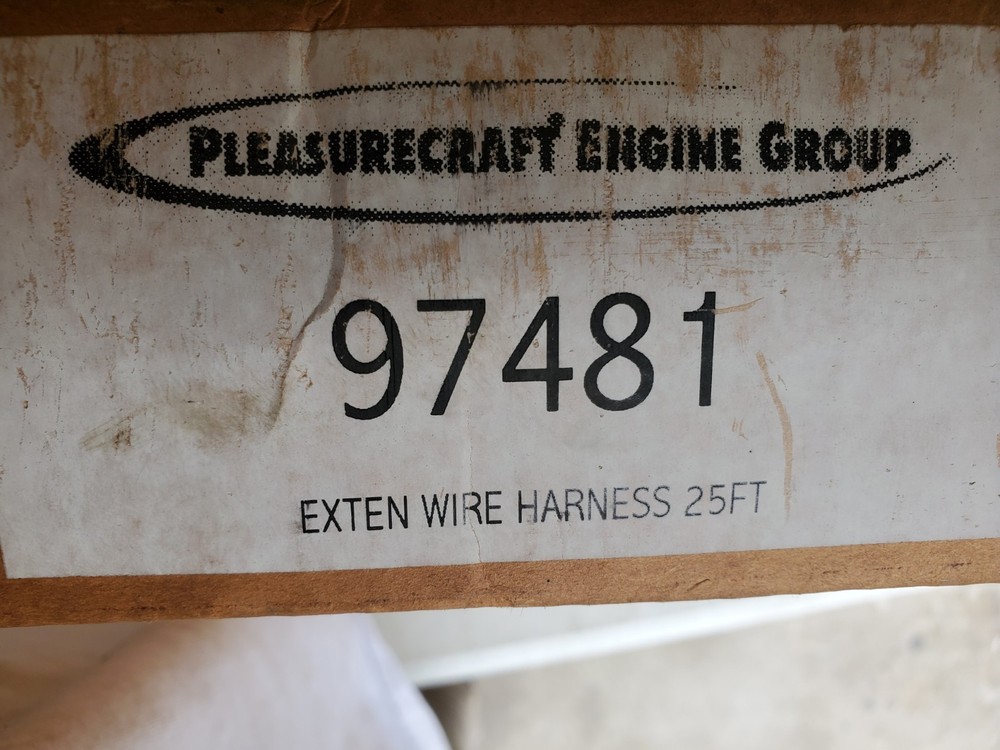 PLEASURECRAFT ENGINE GROUP
97481
EXTEN WIRE HARNESS 25FT